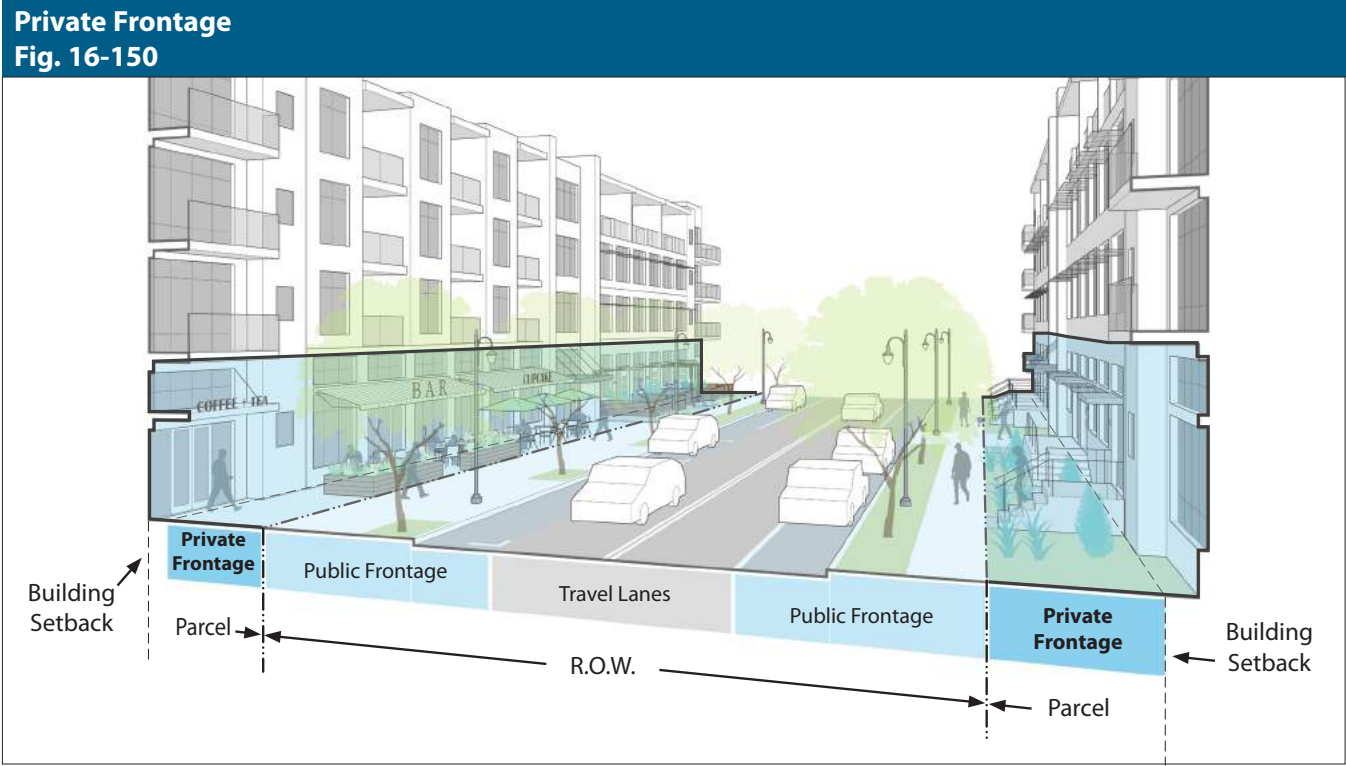 Private Frontage
Fig. 16-150
COFFEE + TEA
BAR
CUPCAKE
Private
Frontage
Public Frontage
Travel Lanes
Public Frontage
Private
Frontage
Building
Setback
Parcel
R.O.W.
Parcel
Building
Setback